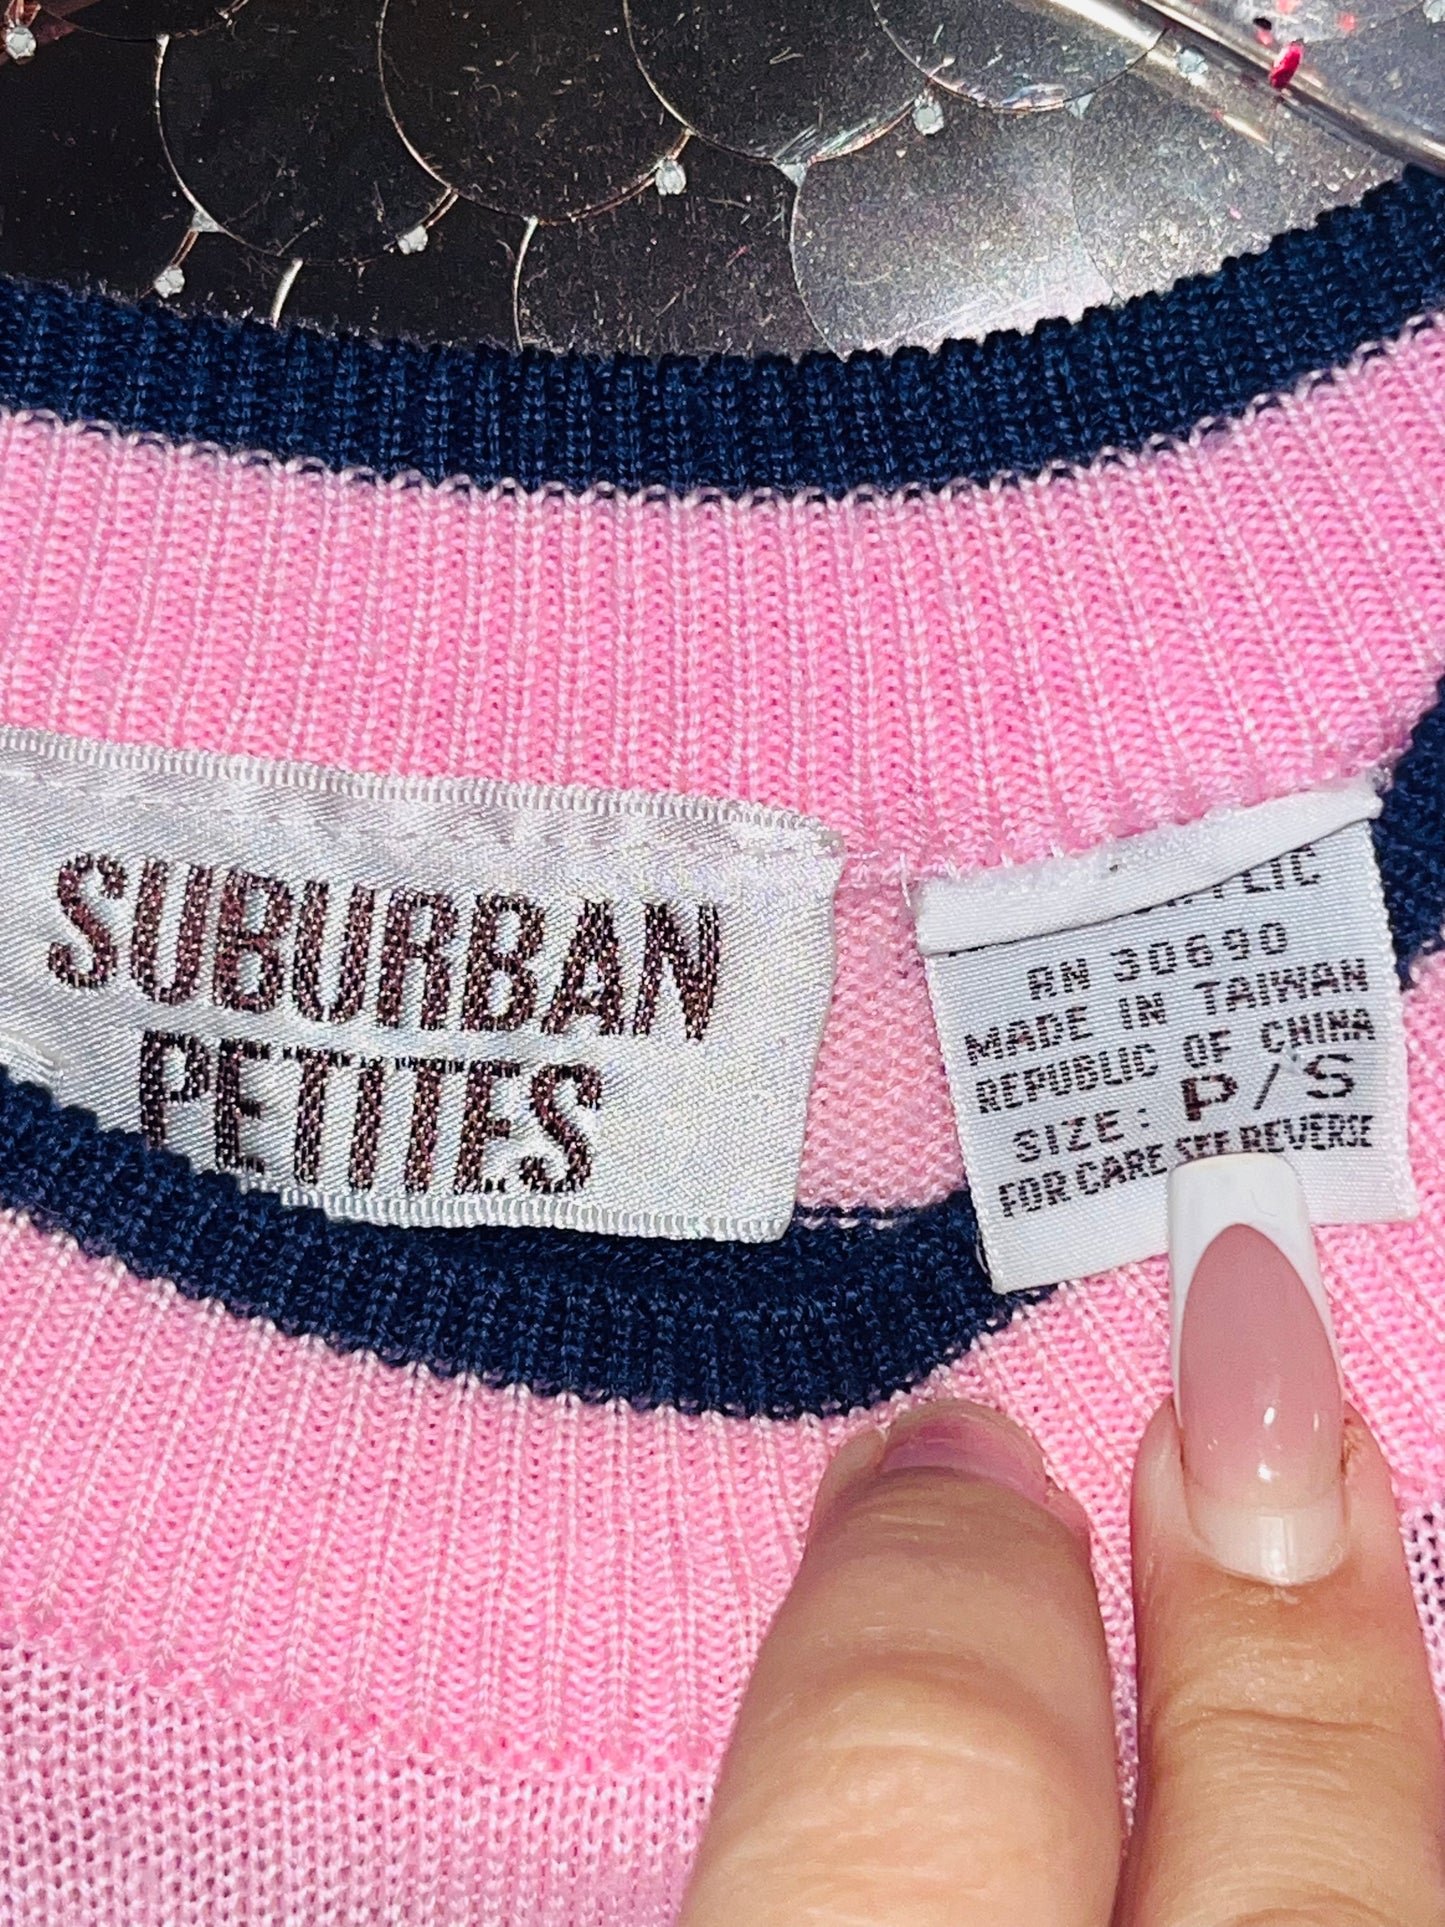 SUBURBAN
PETITES
RN 30690
MADE IN TAIWAN
REPUBLIC OF CHINA
SIZE: P/S
FOR CARE SEE REVERSE